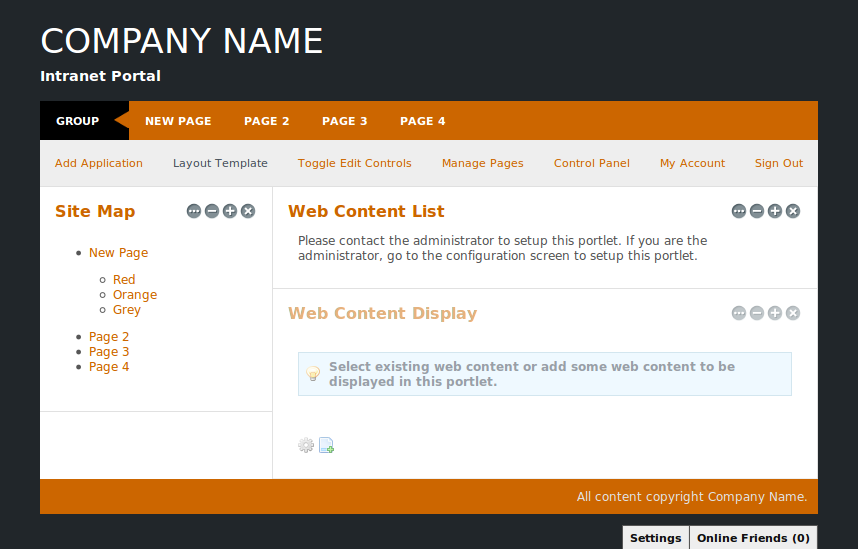 COMPANY NAME
Intranet Portal
GROUP NEW PAGE PAGE 2 PAGE 3 PAGE 4
Add Application Layout Template Toggle Edit Controls Manage Pages Control Panel My Account Sign Out
Site Map
New Page
Red
Orange
Grey
Page 2
Page 3
Page 4
Web Content List
Please contact the administrator to setup this portlet. If you are the
administrator, go to the configuration screen to setup this portlet.
Web Content Display
Select existing web content or add some web content to be
displayed in this portlet.
All content copyright Company Name.
Settings Online Friends (0)